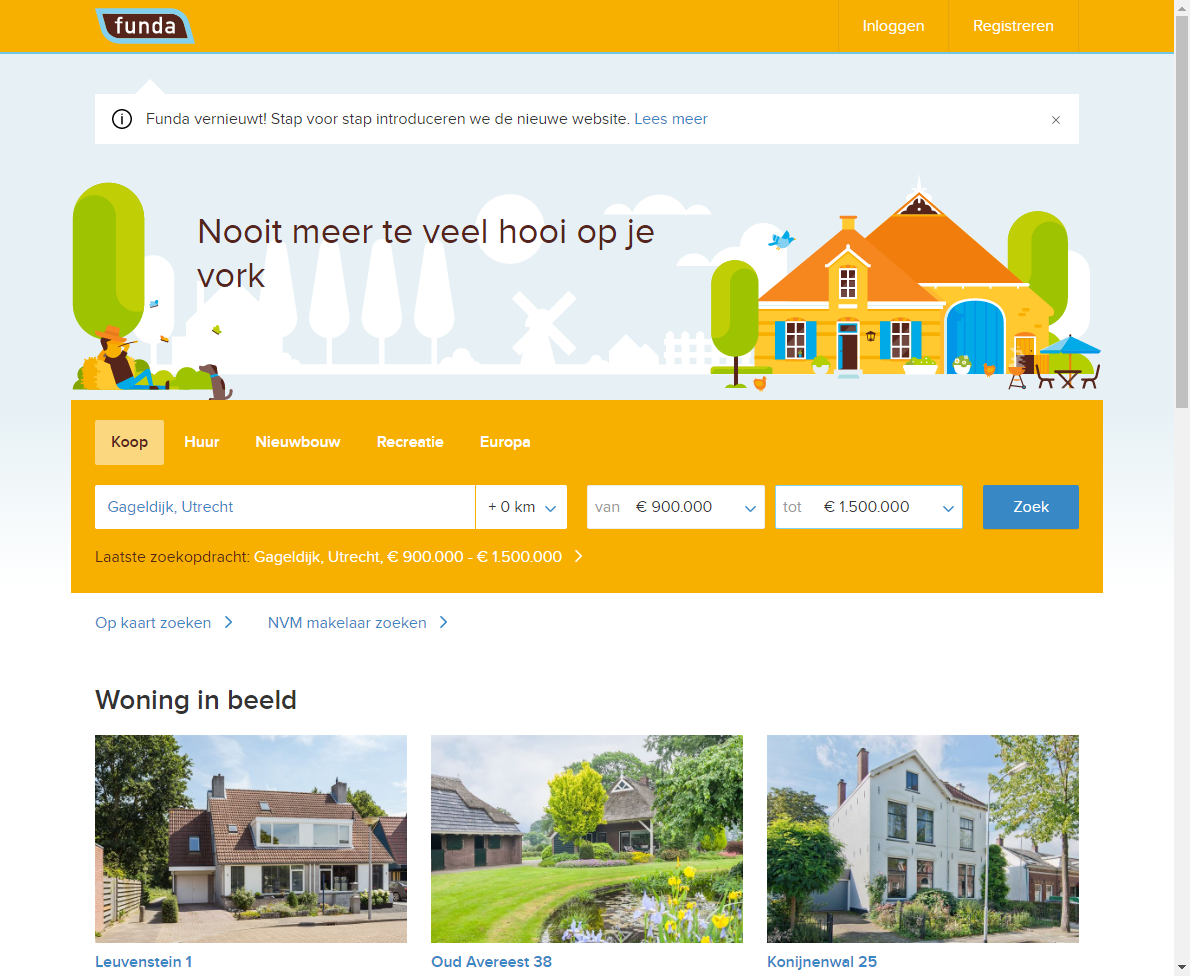 funda
Inloggen
Registreren
Funda vernieuwt! Stap voor stap introduceren we de nieuwe website. Lees meer
Nooit meer te veel hooi op je
vork
Koop
Huur
Nieuwbouw
Recreatie
Europa
Gageldijk, Utrecht
+ 0 km
van € 900.000
tot € 1.500.000
Zoek
Laatste zoekopdracht: Gageldijk, Utrecht, € 900.000 - € 1.500.000
Op kaart zoeken
NVM makelaar zoeken
Woning in beeld
Leuvenstein 1
Oud Avereest 38
Konijnenwal 25